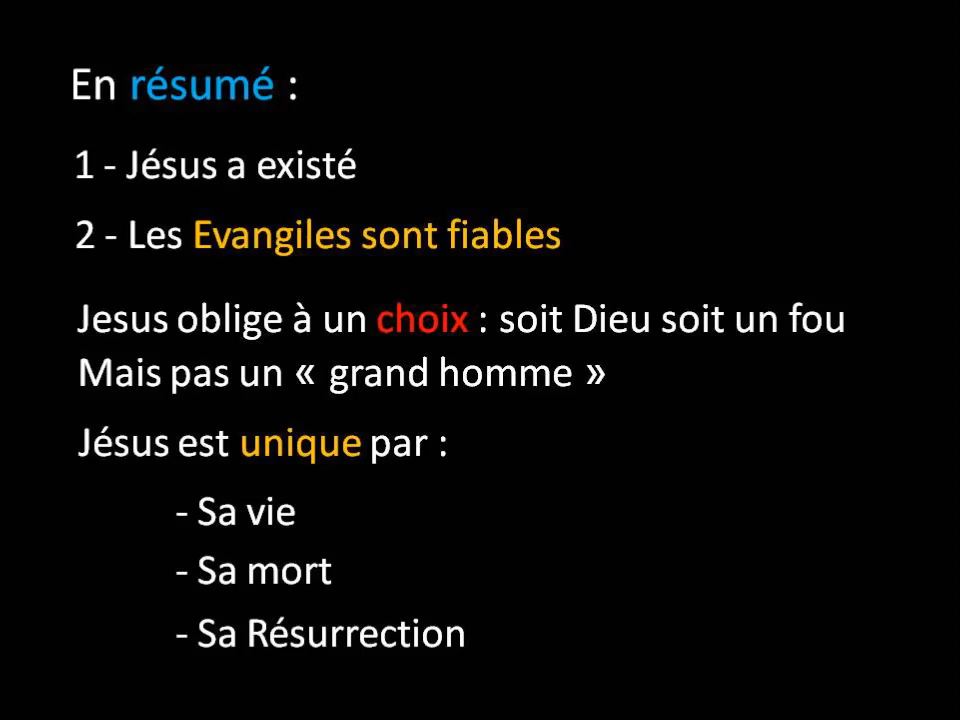 En résumé :
1 - Jésus a existé
2 - Les Evangiles sont fiables
Jesus oblige à un choix : soit Dieu soit un fou
Mais pas un « grand homme »
Jésus est unique par :
- Sa vie
- Sa mort
- Sa Résurrection